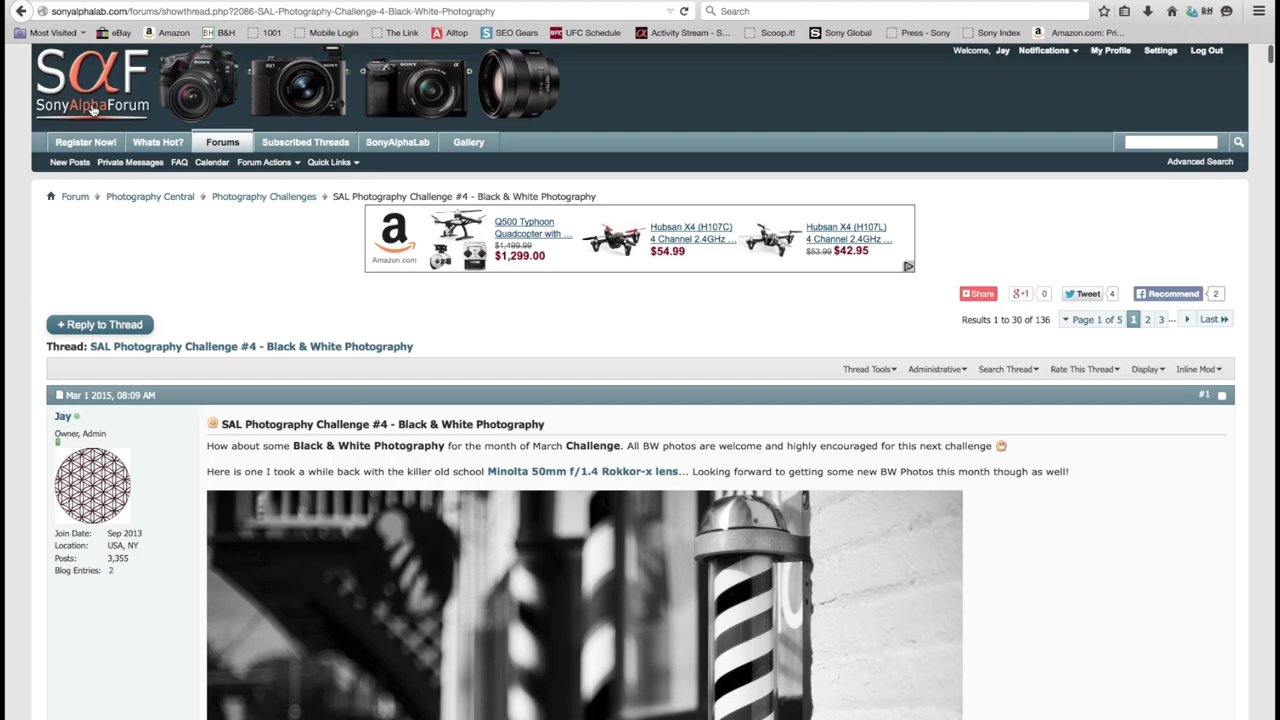 sonyalphalab.com/forums/showthread.php?2086-SAL-Photography-Challenge-4-Black-White-Photography
Search
Most Visited eBay Amazon B&H 1001 Mobile Login The Link Alltop SEO Gears UFC Schedule Activity Stream - S... Scoop.it! Sony Global Press - Sony Sony Index Amazon.com: Pri...
SαF
SonyAlphaForum
Welcome, Jay Notifications My Profile Settings Log Out
Register Now! Whats Hot? Forums Subscribed Threads SonyAlphaLab Gallery
New Posts Private Messages FAQ Calendar Forum Actions Quick Links Advanced Search
Forum Photography Central Photography Challenges SAL Photography Challenge #4 - Black & White Photography
a
Amazon.com
Q500 Typhoon
Quadcopter with ...
$1,499.99
$1,299.00
Hubsan X4 (H107C)
4 Channel 2.4GHz ...
$54.99
Hubsan X4 (H107L)
4 Channel 2.4GHz ...
$53.99 $42.95
Share g+1 0 Tweet 4 Recommend 2
+ Reply to Thread
Results 1 to 30 of 136 Page 1 of 5 1 2 3 ... Last
Thread: SAL Photography Challenge #4 - Black & White Photography
Thread Tools Administrative Search Thread Rate This Thread Display Inline Mod
Mar 1 2015, 08:09 AM #1
Jay
Owner, Admin
Join Date: Sep 2013
Location: USA, NY
Posts: 3,355
Blog Entries: 2
SAL Photography Challenge #4 - Black & White Photography
How about some Black & White Photography for the month of March Challenge. All BW photos are welcome and highly encouraged for this next challenge
Here is one I took a while back with the killer old school Minolta 50mm f/1.4 Rokkor-x lens... Looking forward to getting some new BW Photos this month though as well!